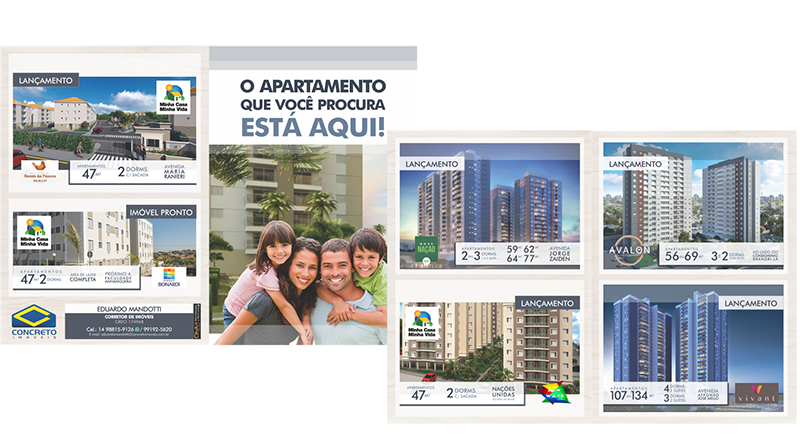 LANÇAMENTO
Minha Casa
Minha Vida
APARTAMENTOS
47 M²
2 DORMS.
C/ SACADA
AVENIDA
MARIA
RANIERI
IMÓVEL PRONTO
Minha Casa
Minha Vida
APARTAMENTOS
47 M² 2 DORMS.
ÁREA DE LAZER
COMPLETA
PRÓXIMO A
FACULDADE
ANHANGUERA
BONARDI
CONCRETO
IMÓVEIS
EDUARDO MANDOTTI
CORRETOR DE IMÓVEIS
Cel.: 14 98815-9126 / 99192-5620
O APARTAMENTO
QUE VOCÊ PROCURA
ESTÁ AQUI!
LANÇAMENTO
NOVA
NAÇÃO
APARTAMENTOS
2 E 3 DORMS.
59 M² 62 M²
64 M² 77 M²
AVENIDA
JORGE
ZAIDEN
LANÇAMENTO
AVALON
APARTAMENTOS
56 E 69 M²
3 E 2 DORMS.
AO LADO DO
CONDOMÍNIO
LANÇAMENTO
Minha Casa
Minha Vida
APARTAMENTOS
47 M²
2 DORMS.
C/ SACADA
NAÇÕES
UNIDAS
LANÇAMENTO
APARTAMENTOS
107 E 134 M²
4 DORMS.
2 SUÍTES
3 DORMS.
3 SUÍTES
AVENIDA
AFFONSO
JOSÉ AIELLO
vivant